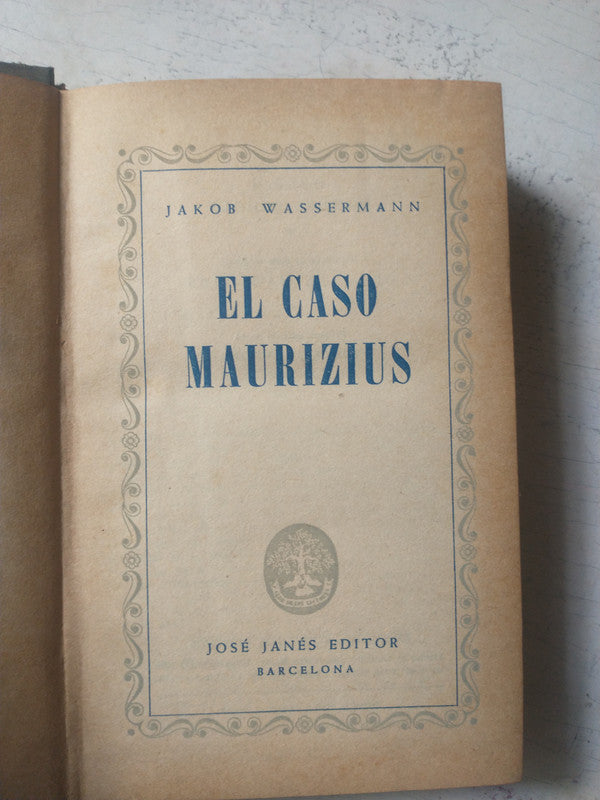 JAKOB WASSERMANN
EL CASO
MAURIZIUS
JOSÉ JANÉS EDITOR
BARCELONA